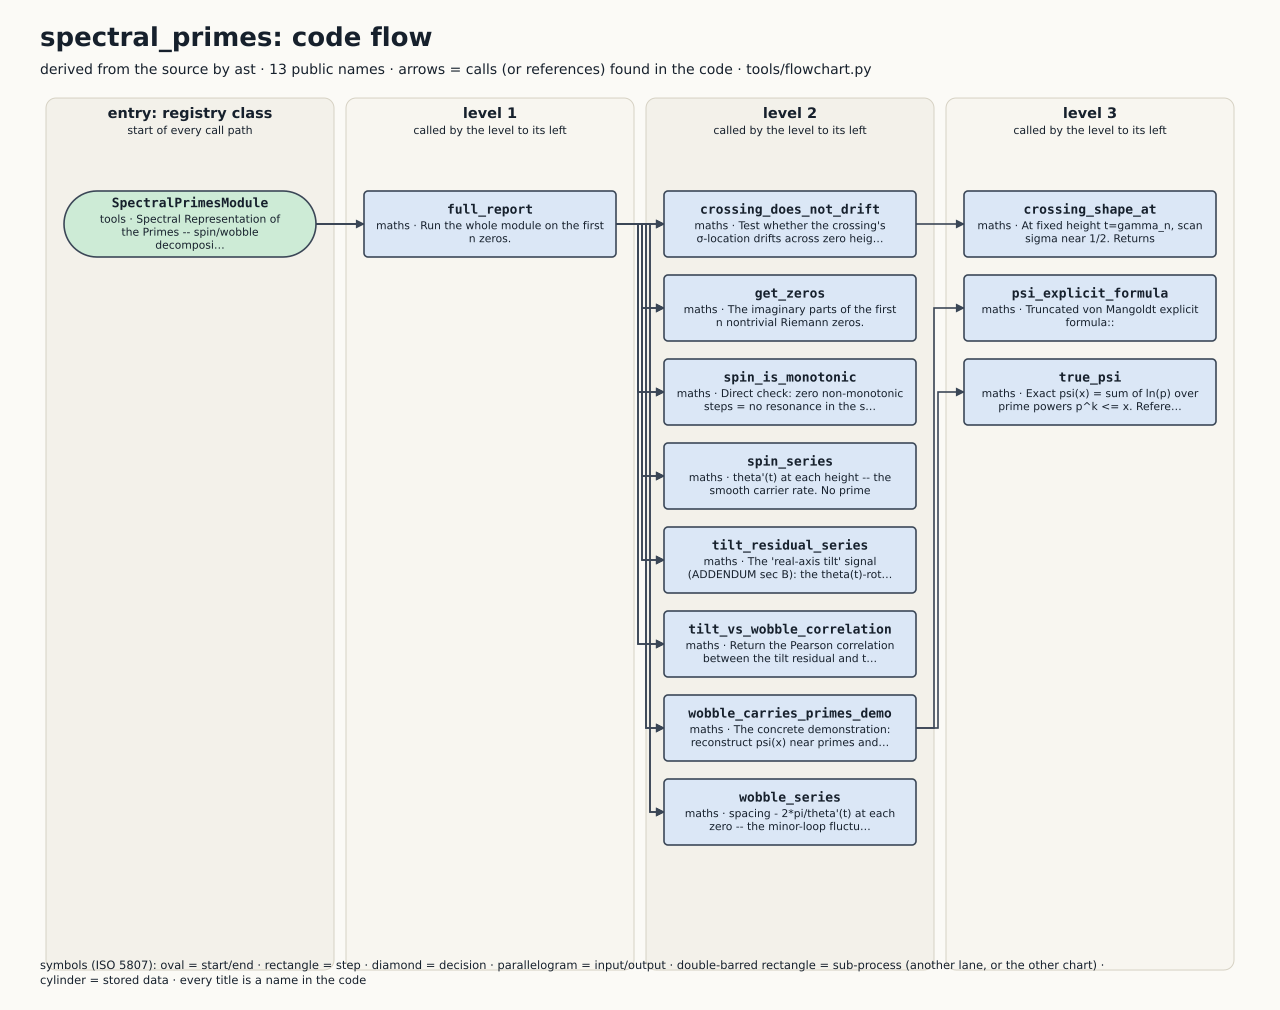 spectral_primes: code flow
derived from the source by ast · 13 public names · arrows = calls (or references) found in the code · tools/flowchart.py
entry: registry class
start of every call path
SpectralPrimesModule
tools · Spectral Representation of
the Primes -- spin/wobble
decomposi…
level 1
called by the level to its left
full_report
maths · Run the whole module on the first
n zeros.
level 2
called by the level to its left
crossing_does_not_drift
maths · Test whether the crossing's
σ-location drifts across zero heig…
get_zeros
maths · The imaginary parts of the first
n nontrivial Riemann zeros.
spin_is_monotonic
maths · Direct check: zero non-monotonic
steps = no resonance in the s…
spin_series
maths · theta'(t) at each height -- the
smooth carrier rate. No prime
tilt_residual_series
maths · The 'real-axis tilt' signal
(ADDENDUM sec B): the theta(t)-rot…
tilt_vs_wobble_correlation
maths · Return the Pearson correlation
between the tilt residual and t…
wobble_carries_primes_demo
maths · The concrete demonstration:
reconstruct psi(x) near primes and…
wobble_series
maths · spacing - 2*pi/theta'(t) at each
zero -- the minor-loop fluctu…
level 3
called by the level to its left
crossing_shape_at
maths · At fixed height t=gamma_n, scan
sigma near 1/2. Returns
psi_explicit_formula
maths · Truncated von Mangoldt explicit
formula::
true_psi
maths · Exact psi(x) = sum of ln(p) over
prime powers p^k <= x. Refere…
symbols (ISO 5807): oval = start/end · rectangle = step · diamond = decision · parallelogram = input/output · double-barred rectangle = sub-process (another lane, or the other chart) ·
cylinder = stored data · every title is a name in the code